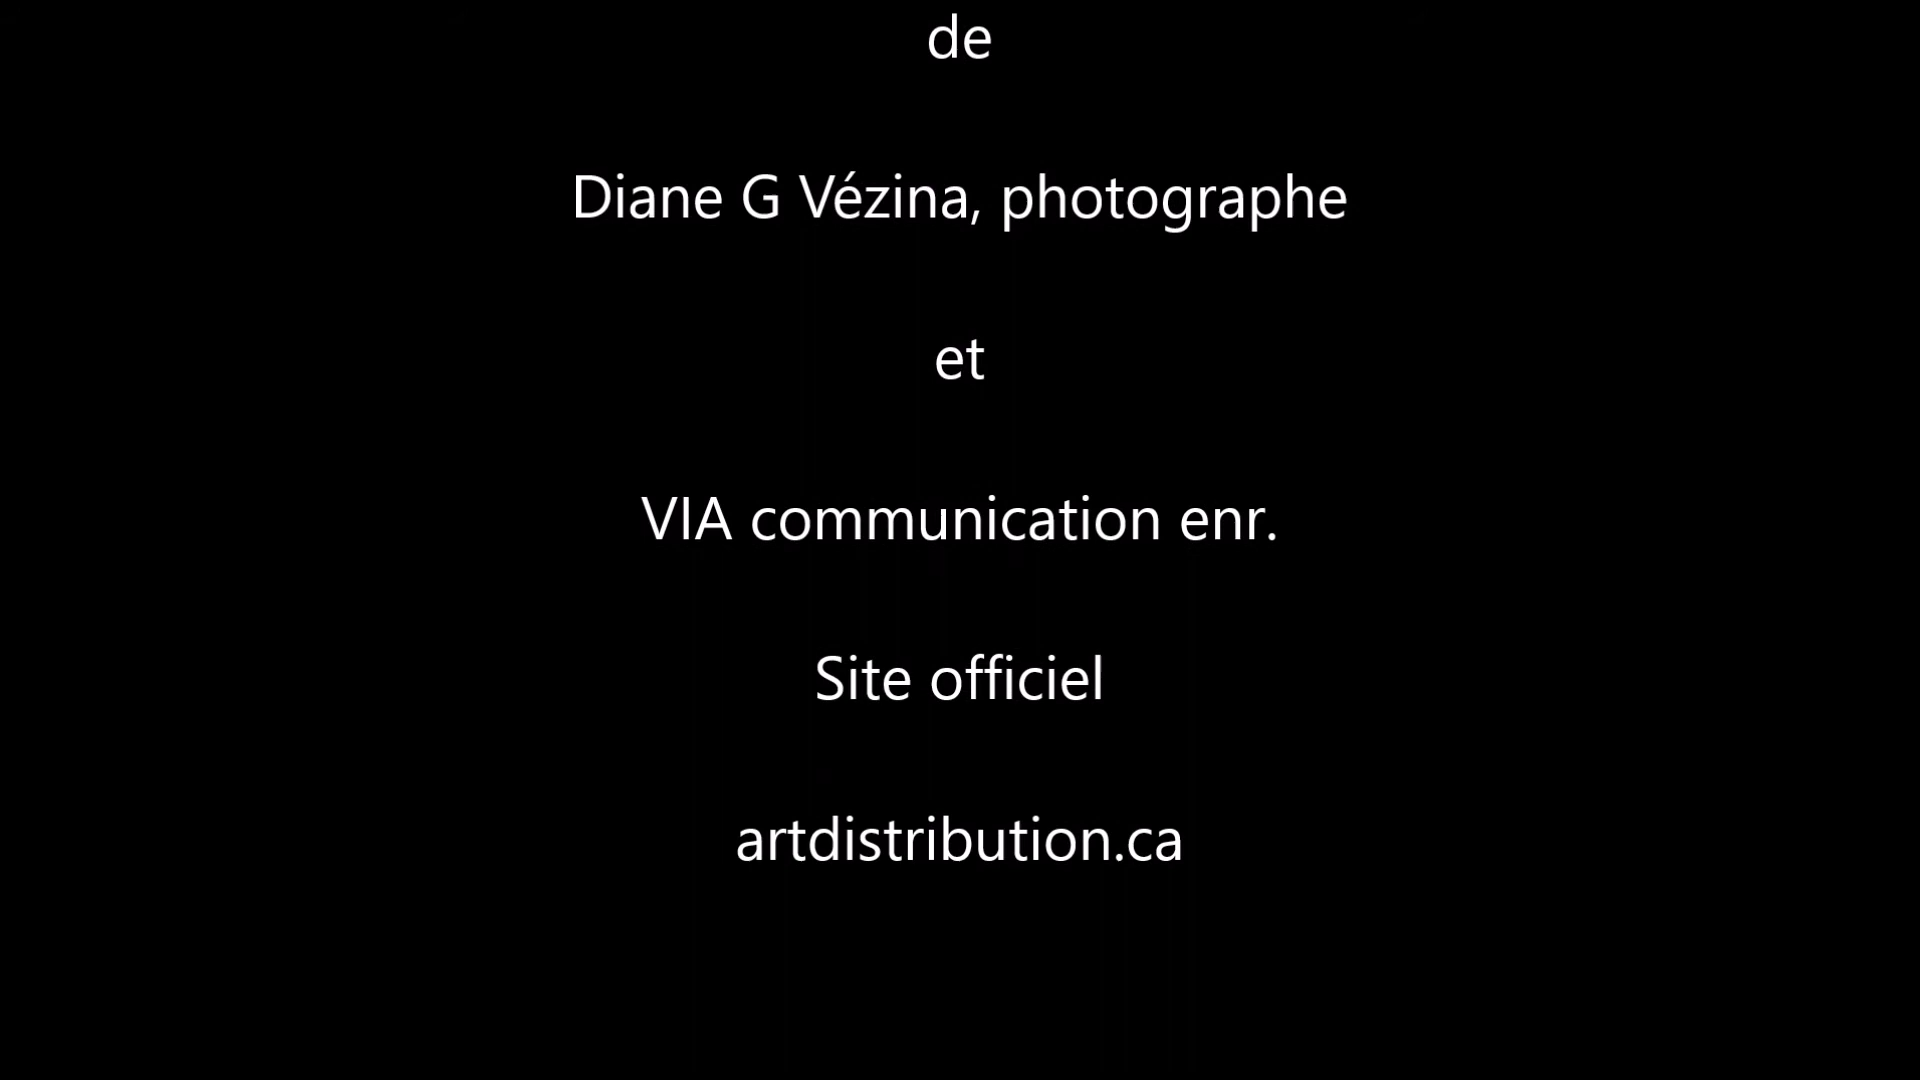 de
Diane G Vézina, photographe
et
VIA communication enr.
Site officiel
artdistribution.ca